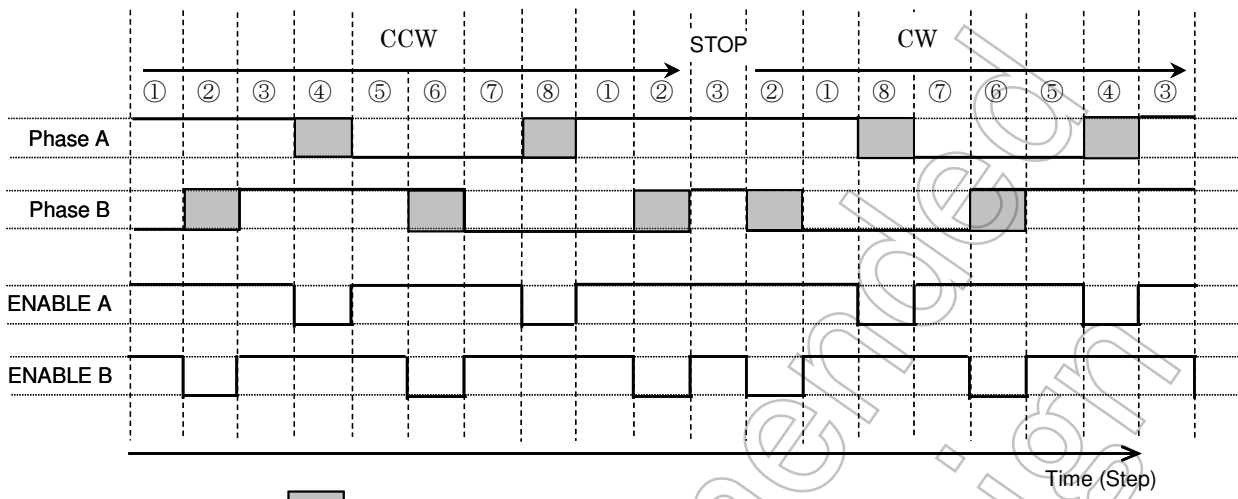 CCW STOP CW
① ② ③ ④ ⑤ ⑥ ⑦ ⑧ ① ② ③ ② ① ⑧ ⑦ ⑥ ⑤ ④ ③
Phase A
Phase B
ENABLE A
ENABLE B
Time (Step)